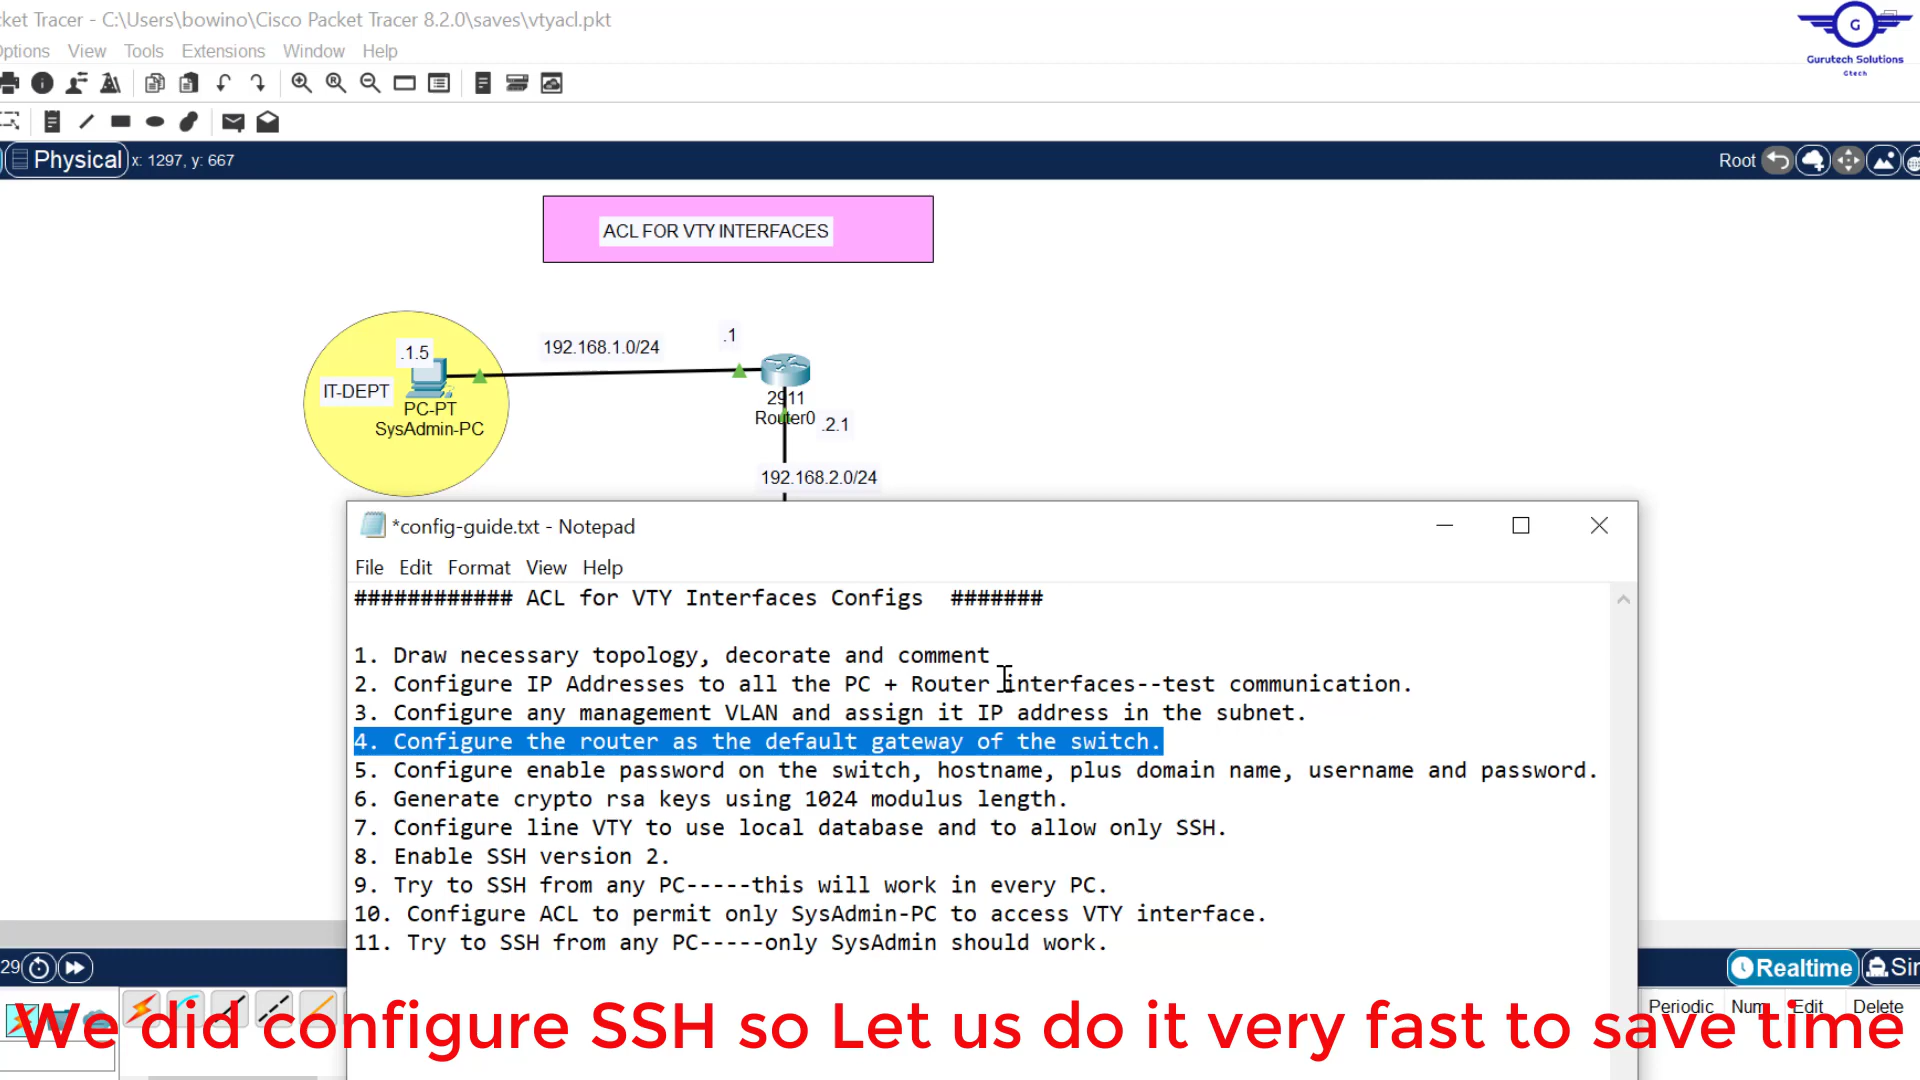 cket Tracer - C:\Users\bowino\Cisco Packet Tracer 8.2.0\saves\vtyacl.pkt
G
Gurutech Solutions
Gtech
Options View Tools Extensions Window Help
Physical x: 1297, y: 667
Root
ACL FOR VTY INTERFACES
.1.5
192.168.1.0/24
.1
IT-DEPT
PC-PT
SysAdmin-PC
2911
Router0
.2.1
192.168.2.0/24
*config-guide.txt - Notepad
File Edit Format View Help
############ ACL for VTY Interfaces Configs #######
1. Draw necessary topology, decorate and comment
2. Configure IP Addresses to all the PC + Router interfaces--test communication.
3. Configure any management VLAN and assign it IP address in the subnet.
4. Configure the router as the default gateway of the switch.
5. Configure enable password on the switch, hostname, plus domain name, username and password.
6. Generate crypto rsa keys using 1024 modulus length.
7. Configure line VTY to use local database and to allow only SSH.
8. Enable SSH version 2.
9. Try to SSH from any PC-----this will work in every PC.
10. Configure ACL to permit only SysAdmin-PC to access VTY interface.
11. Try to SSH from any PC-----only SysAdmin should work.
29
Realtime
Sir
Periodic Num Edit Delete
We did configure SSH so Let us do it very fast to save time